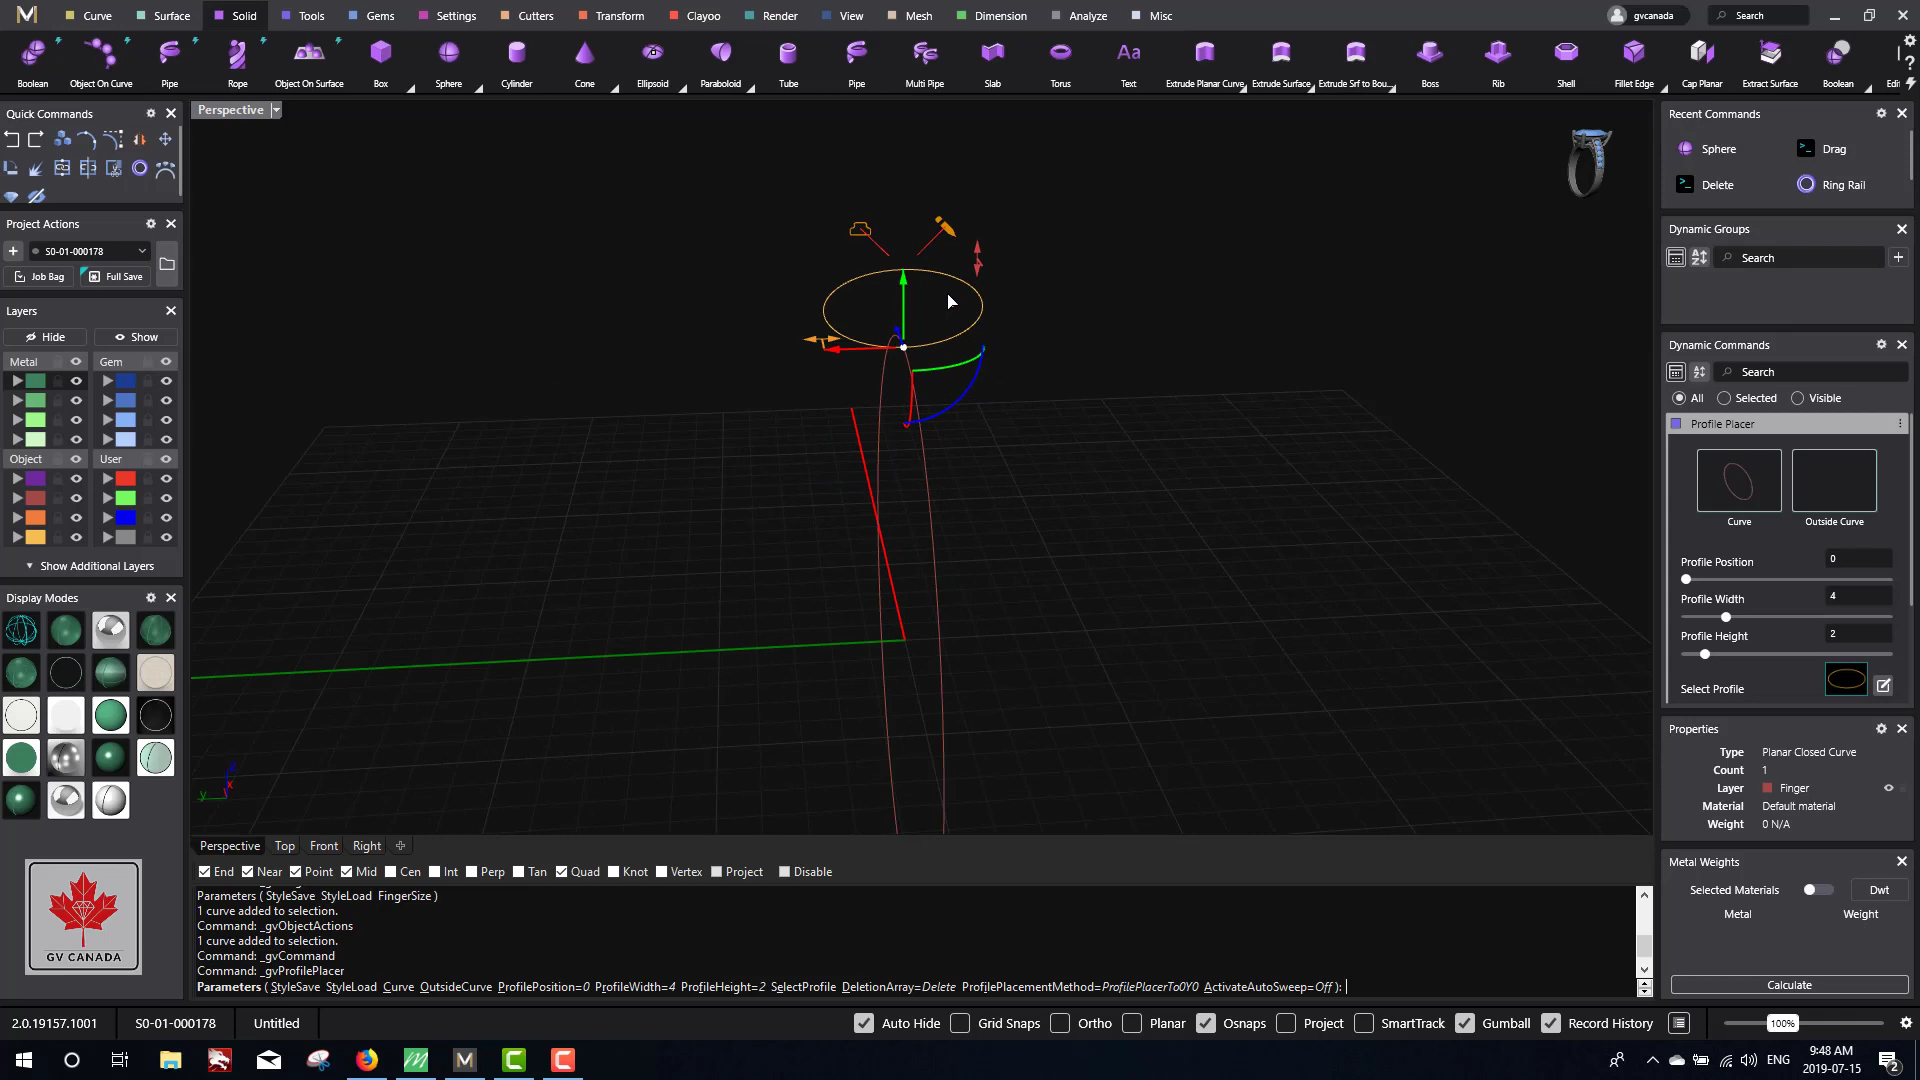 Curve Surface Solid Tools Gems Settings Cutters Transform Clayoo Render View Mesh Dimension Analyze Misc gvcanada Search
Boolean Object On Curve Pipe Rope Object On Surface Box Sphere Cylinder Cone Ellipsoid Paraboloid Tube Pipe Multi Pipe Slab Torus Text Extrude Planar Curve Extrude Surface Extrude Srf to Bou... Boss Rib Shell Fillet Edge Cap Planar Extract Surface Boolean
Quick Commands
Perspective
Recent Commands
Sphere Drag
Delete Ring Rail
Project Actions
S0-01-000178
Job Bag Full Save
Dynamic Groups
Search
Layers
Hide Show
Metal Gem
Object User
Show Additional Layers
Dynamic Commands
Search
All Selected Visible
Profile Placer
Curve Outside Curve
Profile Position 0
Profile Width 4
Profile Height 2
Select Profile
Display Modes
Properties
Type Planar Closed Curve
Count 1
Layer Finger
Material Default material
Weight 0 N/A
Metal Weights
Selected Materials Dwt
Metal Weight
Calculate
GV CANADA
z
x
y
Perspective Top Front Right
End Near Point Mid Cen Int Perp Tan Quad Knot Vertex Project Disable
Parameters ( StyleSave StyleLoad FingerSize )
1 curve added to selection.
Command: _gvObjectActions
1 curve added to selection.
Command: _gvCommand
Command: _gvProfilePlacer
Parameters ( StyleSave StyleLoad Curve OutsideCurve ProfilePosition=0 ProfileWidth=4 ProfileHeight=2 SelectProfile DeletionArray=Delete ProfilePlacementMethod=ProfilePlacerTo0Y0 ActivateAutoSweep=Off ):
2.0.19157.1001 S0-01-000178 Untitled Auto Hide Grid Snaps Ortho Planar Osnaps Project SmartTrack Gumball Record History 100%
ENG 9:48 AM
2019-07-15
2